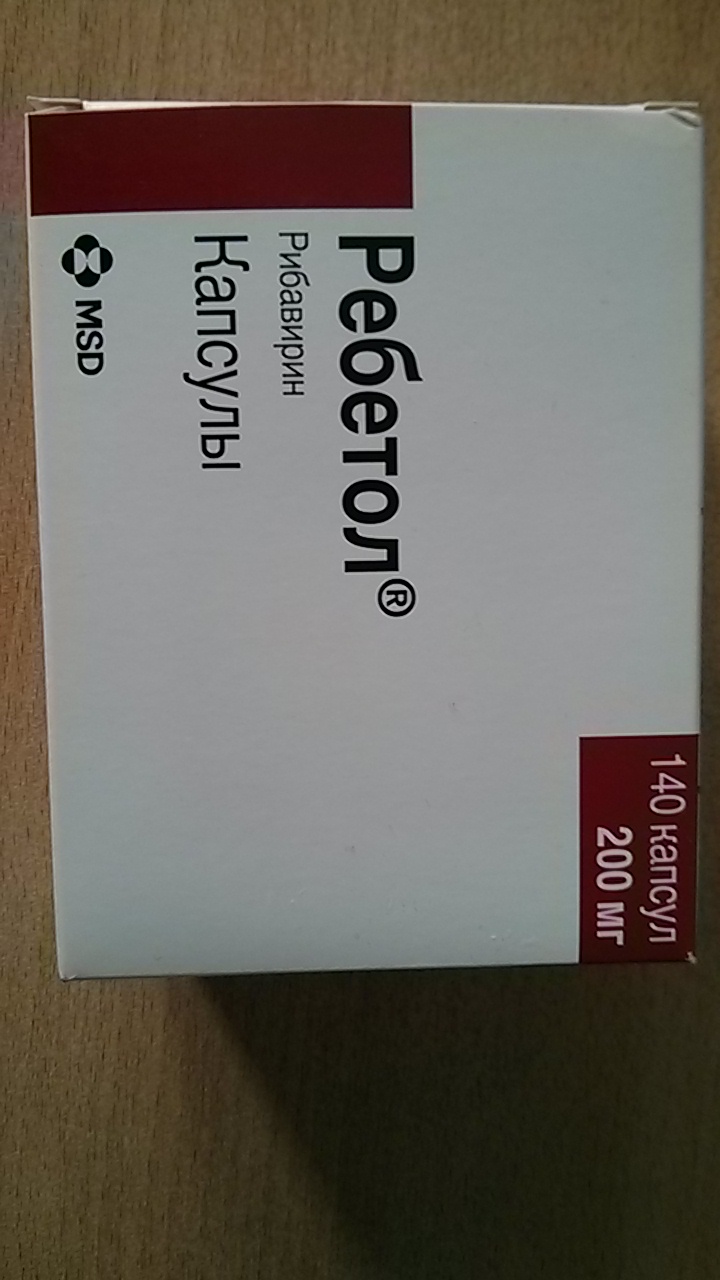 140 капсул
200 мг
Ребетол®
Рибавирин
Капсулы
MSD